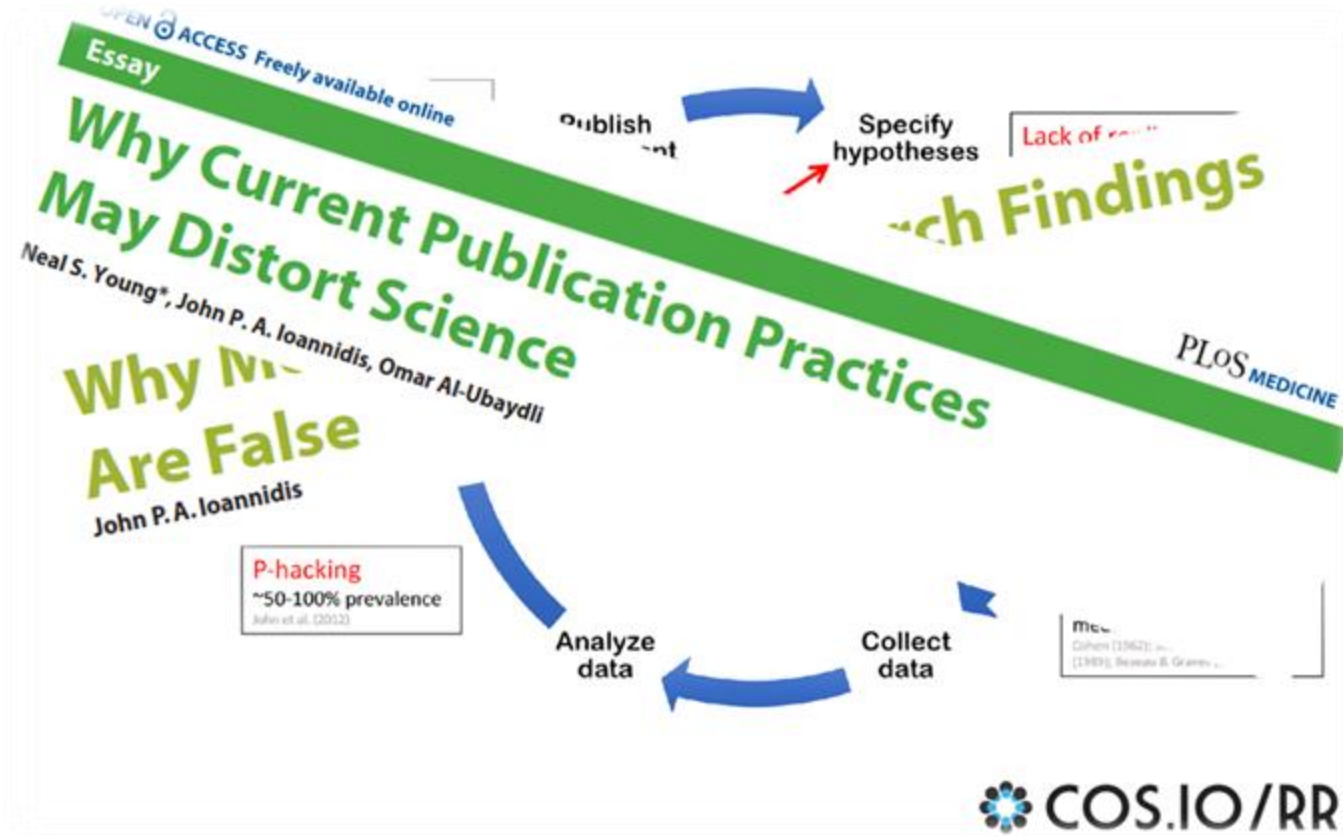 OPEN ACCESS Freely available online
Essay
Why Current Publication Practices
May Distort Science
Neal S. Young*, John P. A. Ioannidis, Omar Al-Ubaydli
PLoS MEDICINE
Publish
Specify
hypotheses
Lack of
Findings
Why
Are False
John P. A. Ioannidis
P-hacking
~50-100% prevalence
John et al. (2012)
Analyze
data
Collect
data
Cohen (1962);
(1989);
COS.IO/RR